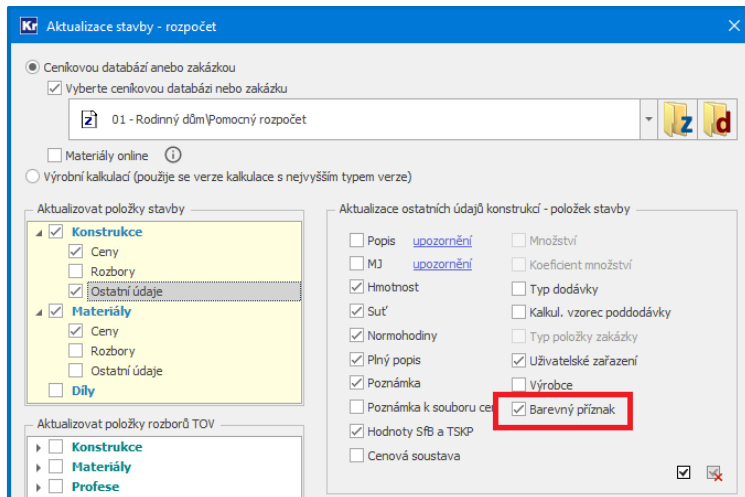 Kr Aktualizace stavby - rozpočet
Ceníkovou databází anebo zakázkou
Vyberte ceníkovou databázi nebo zakázku
z 01 - Rodinný dům\Pomocný rozpočet
z d
Materiály online i
Výrobní kalkulací (použije se verze kalkulace s nejvyšším typem verze)
Aktualizovat položky stavby
Konstrukce
Ceny
Rozbory
Ostatní údaje
Materiály
Ceny
Rozbory
Ostatní údaje
Díly
Aktualizovat položky rozborů TOV
Konstrukce
Materiály
Profese
Aktualizace ostatních údajů konstrukcí - položek stavby
Popis upozornění
MJ upozornění
Hmotnost
Suť
Normohodiny
Plný popis
Poznámka
Poznámka k souboru cen
Hodnoty SfB a TSKP
Cenová soustava
Množství
Koeficient množství
Typ dodávky
Kalkul. vzorec poddodávky
Typ položky zakázky
Uživatelské zařazení
Výrobce
Barevný příznak